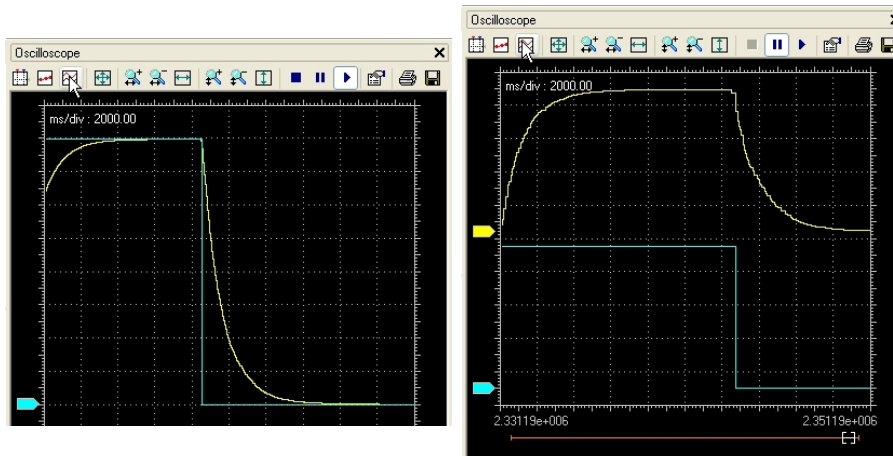 Oscilloscope
ms/div : 2000.00
Oscilloscope
ms/div : 2000.00
2.33119e+006
2.35119e+006